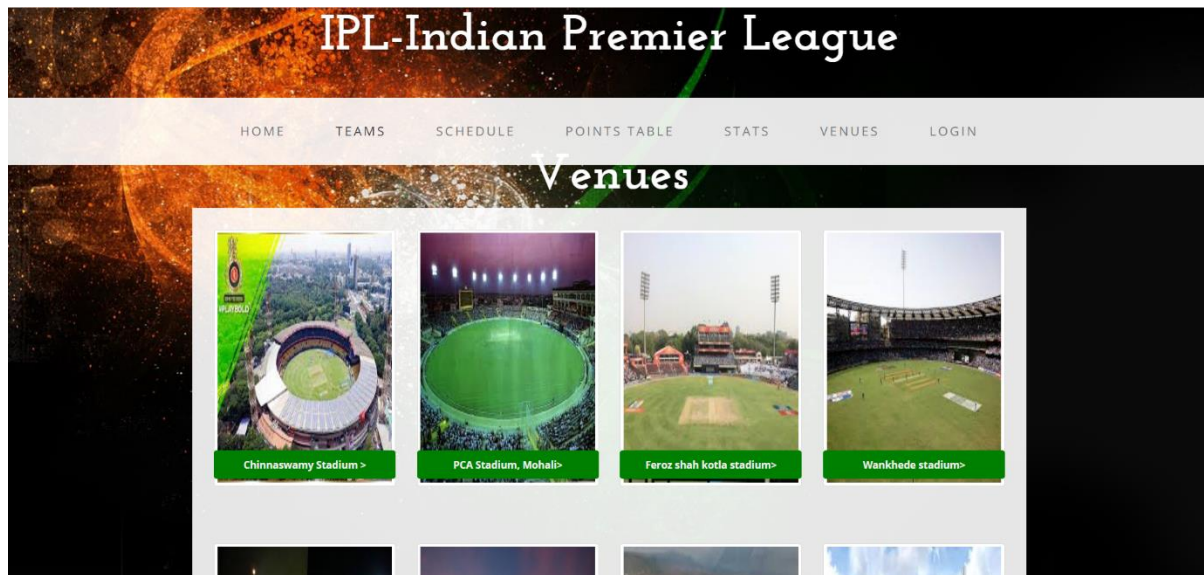 IPL-Indian Premier League
HOME TEAMS SCHEDULE POINTS TABLE STATS VENUES LOGIN
Venues
Chinnaswamy Stadium > PCA Stadium, Mohali> Feroz shah kotla stadium> Wankhede stadium>